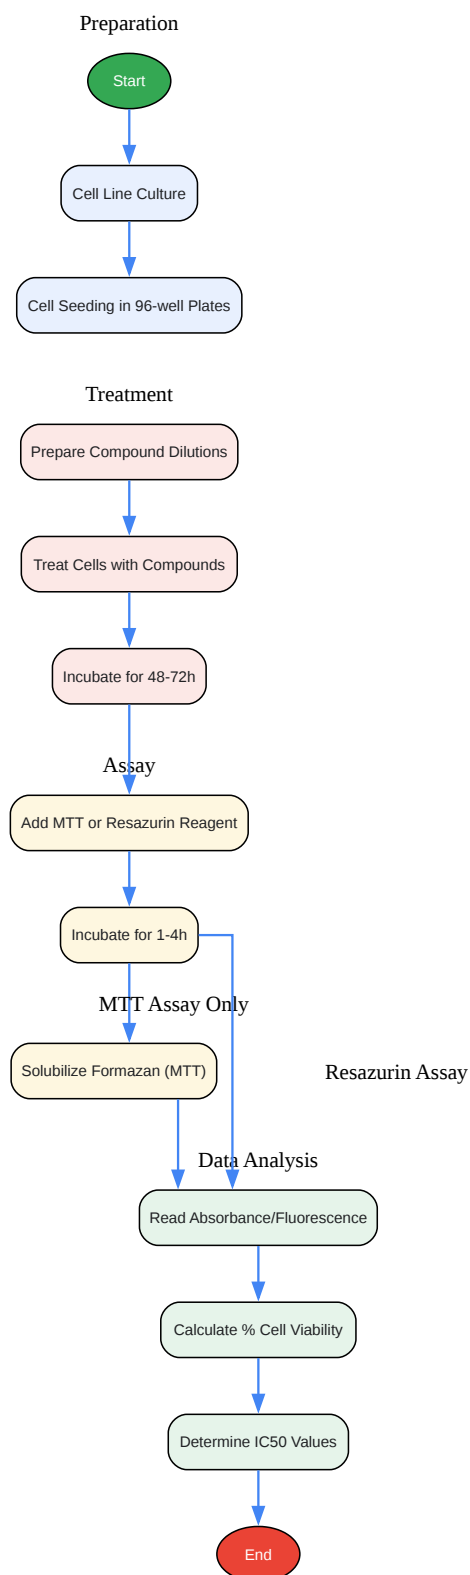 Preparation
Start
Cell Line Culture
Cell Seeding in 96-well Plates
Treatment
Prepare Compound Dilutions
Treat Cells with Compounds
Incubate for 48-72h
Assay
Add MTT or Resazurin Reagent
Incubate for 1-4h
MTT Assay Only
Solubilize Formazan (MTT)
Resazurin Assay
Data Analysis
Read Absorbance/Fluorescence
Calculate % Cell Viability
Determine IC50 Values
End